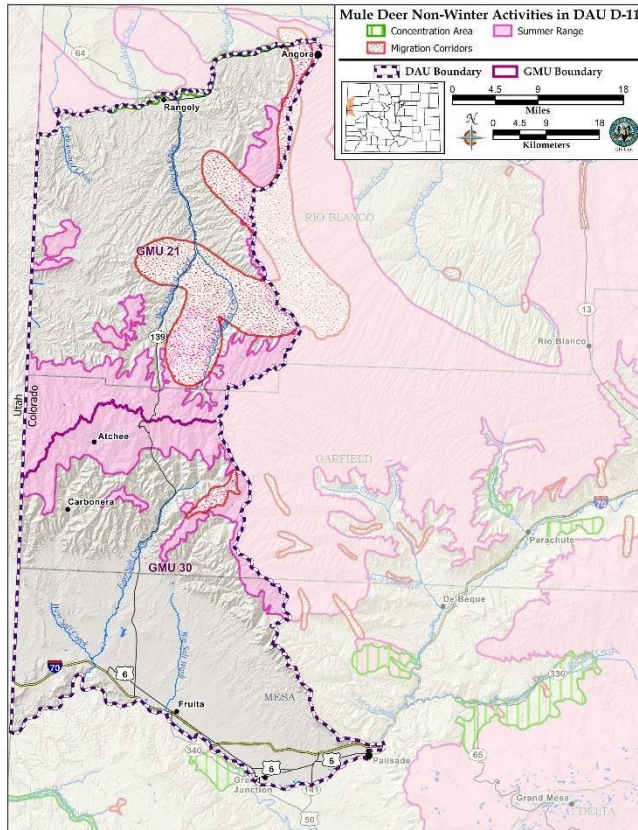 Mule Deer Non-Winter Activities in DAU D-11
Concentration Area
Summer Range
Migration Corridors
DAU Boundary
GMU Boundary
0 4.5 9 18
Miles
N
0 4.5 9 18
Kilometers
64
Angora
Rangely
RIO BLANCO
GMU 21
13
139
Rio Blanco
Utah
Colorado
Atchee
GARFIELD
Carbonera
70
Parachute
GMU 30
De Beque
70
6
330
Fruita
MESA
340
6
6
Palisade
65
Grand
Junction
141
50
Grand Mesa
DELTA